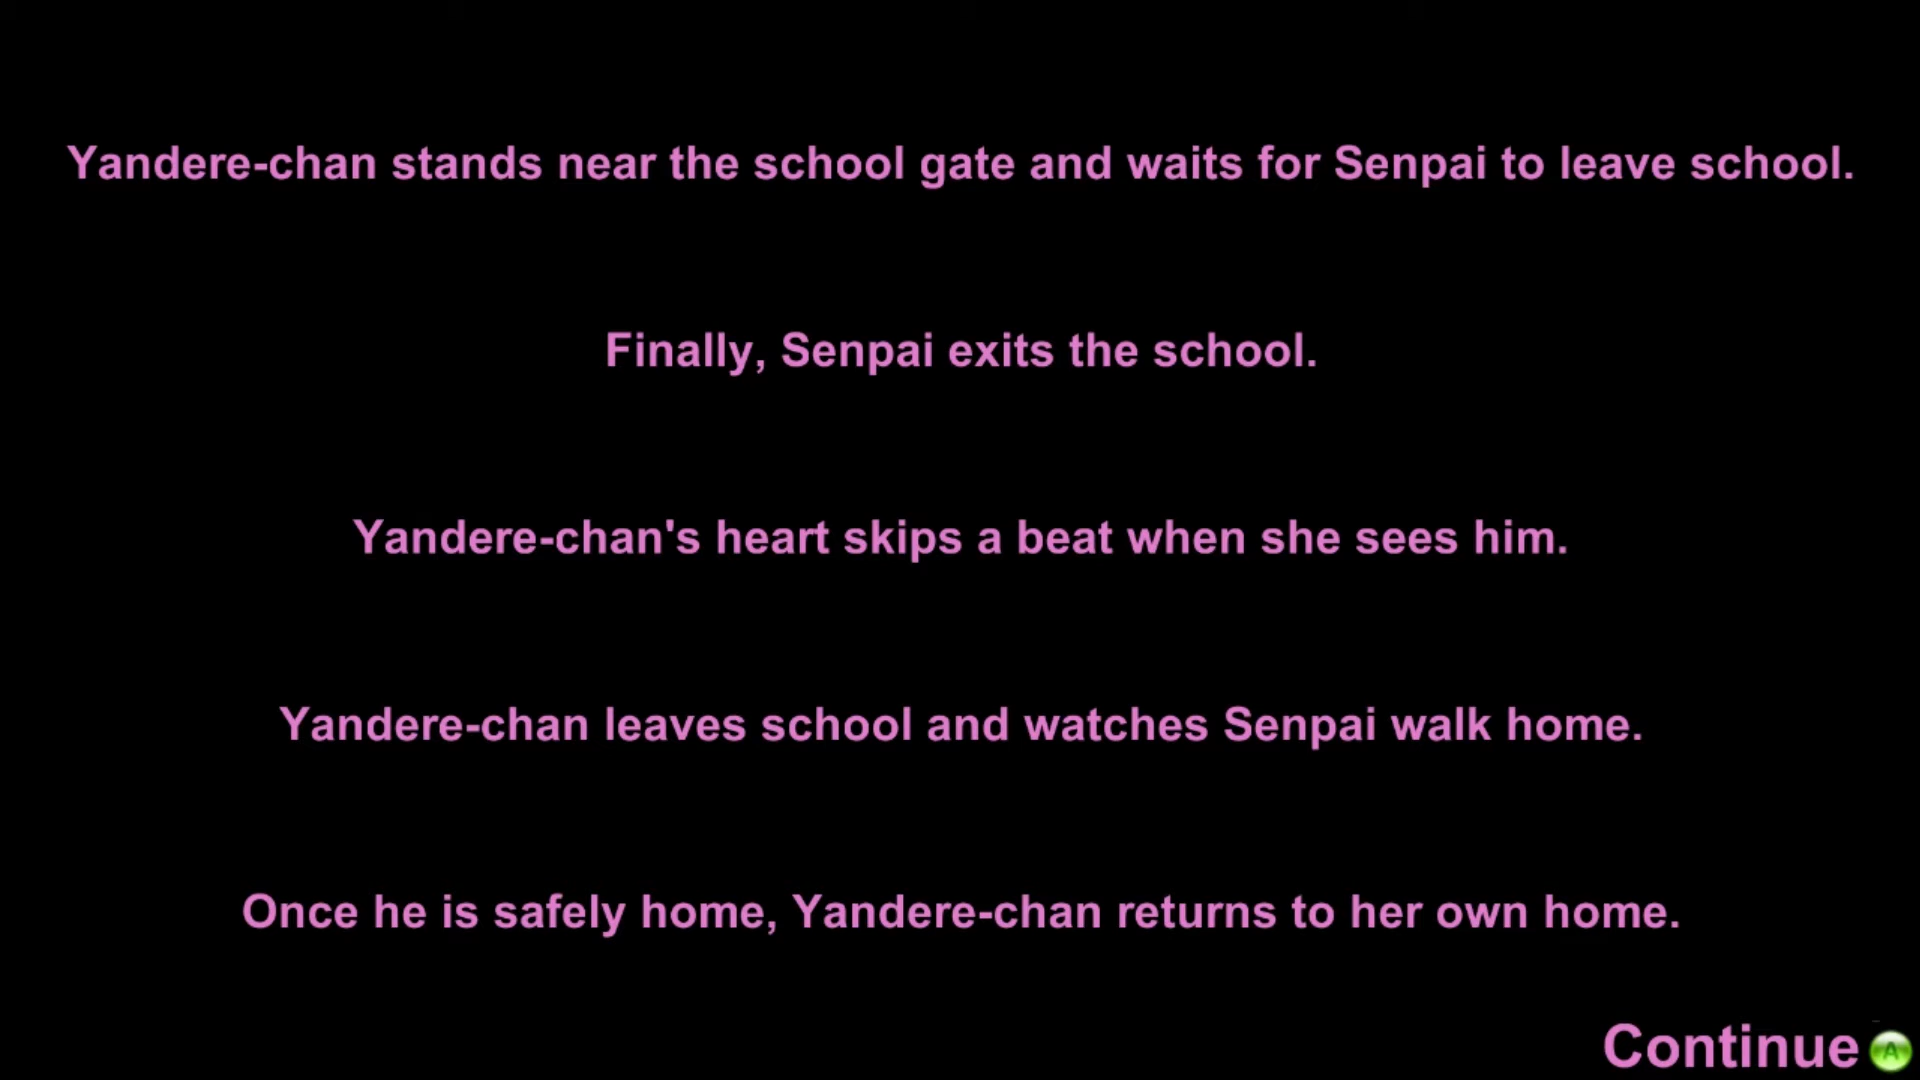 Yandere-chan stands near the school gate and waits for Senpai to leave school.
Finally, Senpai exits the school.
Yandere-chan's heart skips a beat when she sees him.
Yandere-chan leaves school and watches Senpai walk home.
Once he is safely home, Yandere-chan returns to her own home.
Continue A